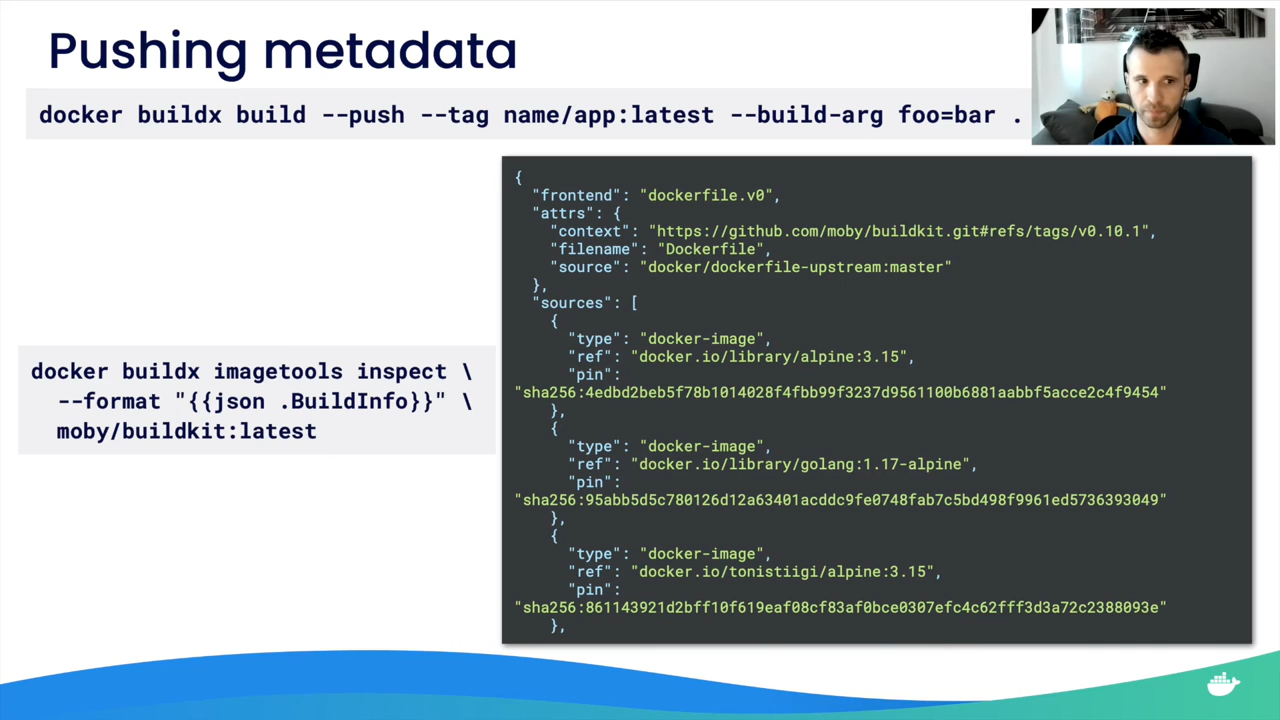 Pushing metadata
docker buildx build --push --tag name/app:latest --build-arg foo=bar .
docker buildx imagetools inspect \
--format "{{json .BuildInfo}}" \
moby/buildkit:latest
{
"frontend": "dockerfile.v0",
"attrs": {
"context": "https://github.com/moby/buildkit.git#refs/tags/v0.10.1",
"filename": "Dockerfile",
"source": "docker/dockerfile-upstream:master"
},
"sources": [
{
"type": "docker-image",
"ref": "docker.io/library/alpine:3.15",
"pin":
"sha256:4edbd2beb5f78b1014028f4fbb99f3237d9561100b6881aabbf5acce2c4f9454"
},
{
"type": "docker-image",
"ref": "docker.io/library/golang:1.17-alpine",
"pin":
"sha256:95abb5d5c780126d12a63401acddc9fe0748fab7c5bd498f9961ed5736393049"
},
{
"type": "docker-image",
"ref": "docker.io/tonistiigi/alpine:3.15",
"pin":
"sha256:861143921d2bff10f619eaf08cf83af0bce0307efc4c62fff3d3a72c2388093e"
},